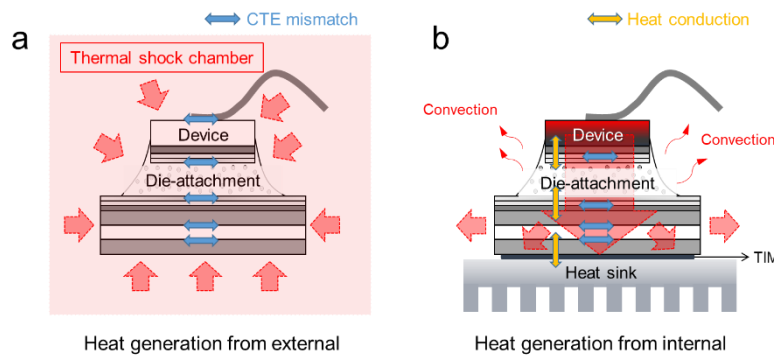 CTE mismatch
Heat conduction
a
Thermal shock chamber
Device
Die-attachment
Heat generation from external
b
Convection
Convection
Device
Die-attachment
TIM
Heat sink
Heat generation from internal